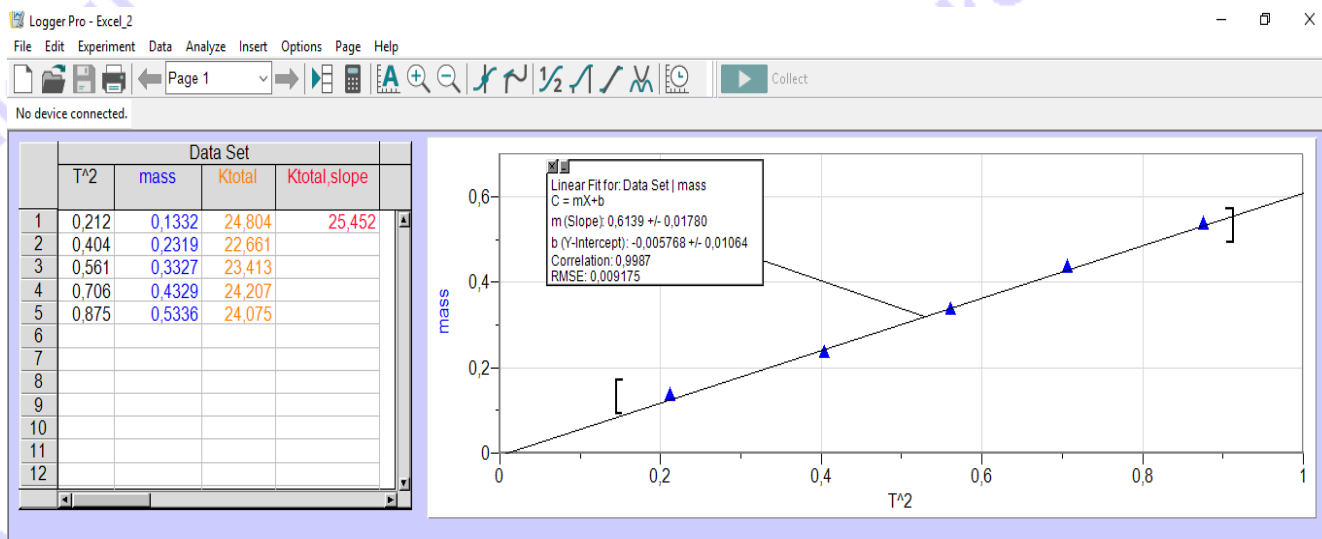 Logger Pro - Excel_2
File Edit Experiment Data Analyze Insert Options Page Help
Page 1
Collect
No device connected.
Data Set
T^2 mass Ktotal Ktotal,slope
1 0,212 0,1332 24,804 25,452
2 0,404 0,2319 22,661
3 0,561 0,3327 23,413
4 0,706 0,4329 24,207
5 0,875 0,5336 24,075
6
7
8
9
10
11
12
Linear Fit for: Data Set | mass
C = mX+b
m (Slope): 0,6139 +/- 0,01780
b (Y-Intercept): -0,005768 +/- 0,01064
Correlation: 0,9987
RMSE: 0,009175
mass
0,6
0,4
0,2
0
0 0,2 0,4 0,6 0,8 1
T^2